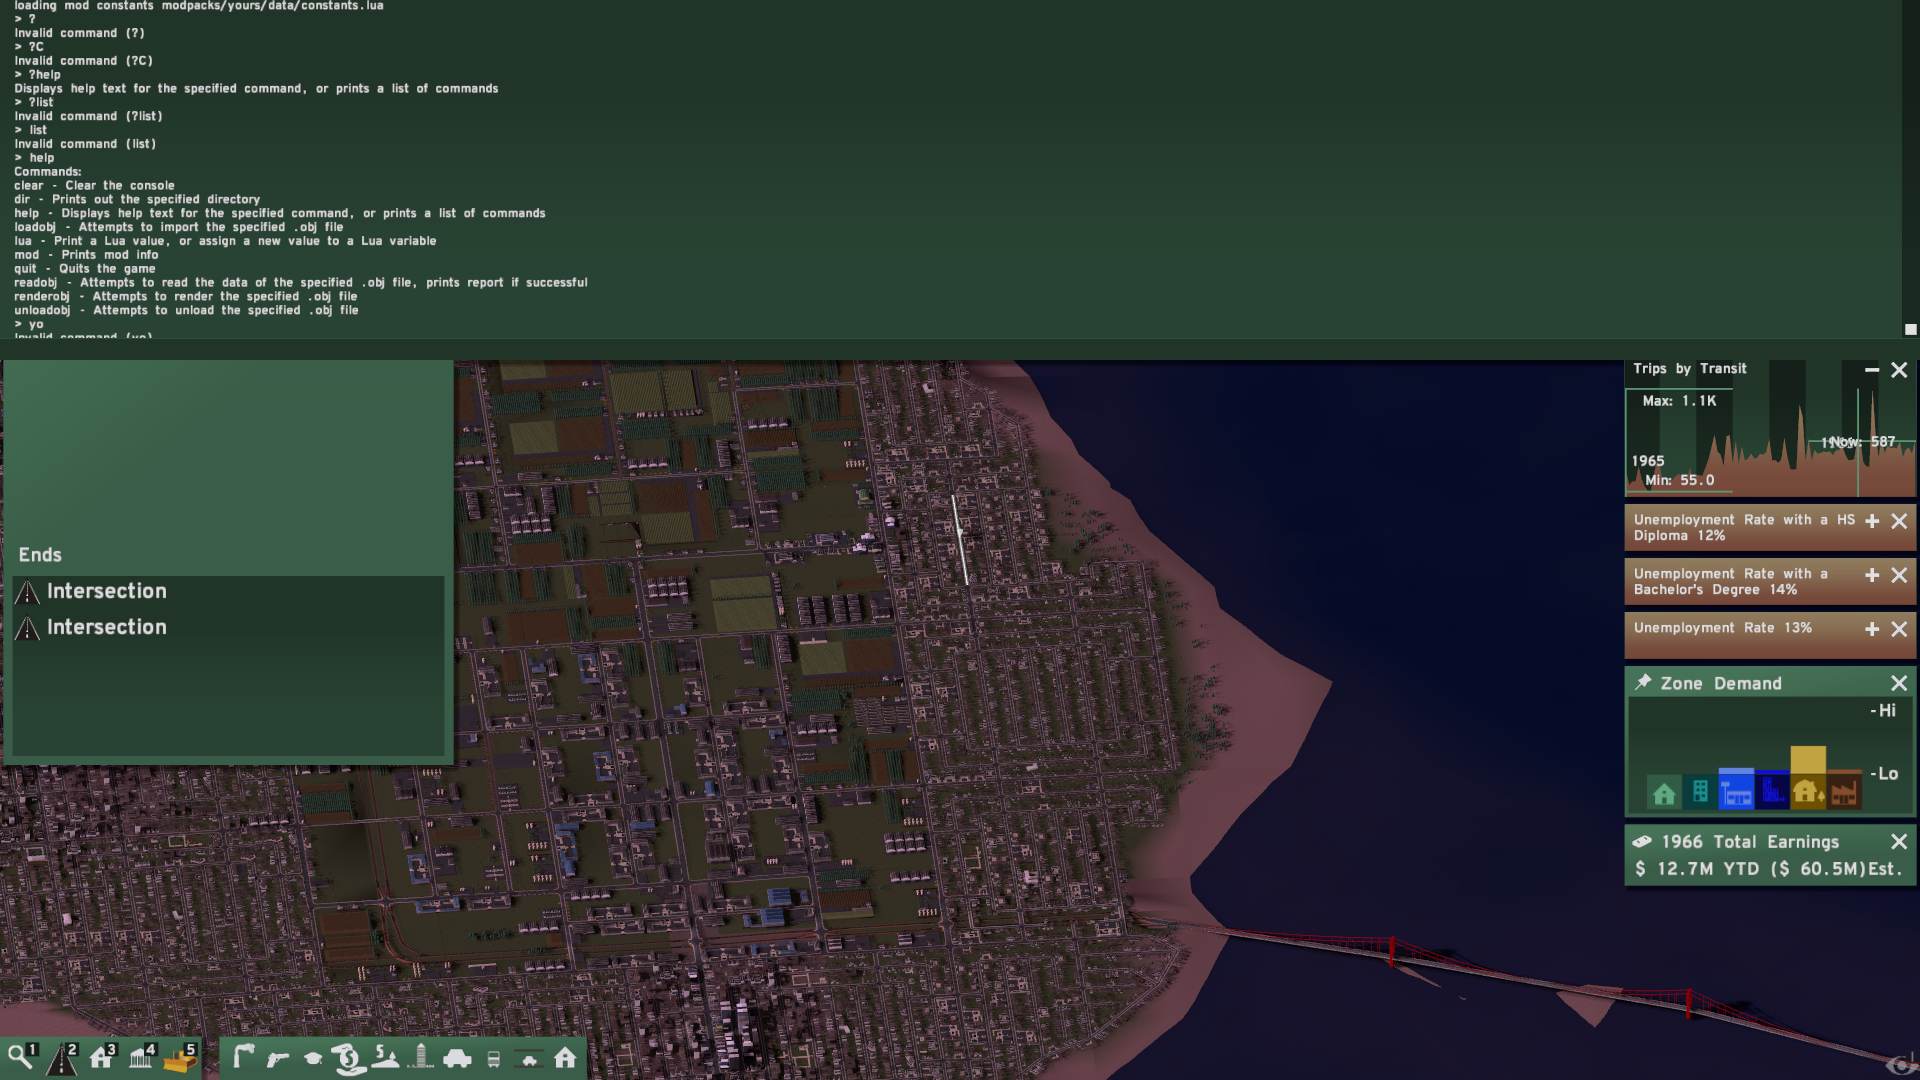 loading mod constants modpacks/yours/data/constants.lua
> ?
Invalid command (?)
> ?C
Invalid command (?C)
> ?help
Displays help text for the specified command, or prints a list of commands
> ?list
Invalid command (?list)
> list
Invalid command (list)
> help
Commands:
clear - Clear the console
dir - Prints out the specified directory
help - Displays help text for the specified command, or prints a list of commands
loadobj - Attempts to import the specified .obj file
lua - Print a Lua value, or assign a new value to a Lua variable
mod - Prints mod info
quit - Quits the game
readobj - Attempts to read the data of the specified .obj file, prints report if successful
renderobj - Attempts to render the specified .obj file
unloadobj - Attempts to unload the specified .obj file
> yo
Invalid command (yo)
Ends
Intersection
Intersection
Trips by Transit
Max: 1.1K
Now: 587
1965
Min: 55.0
Unemployment Rate with a HS
Diploma 12%
Unemployment Rate with a
Bachelor's Degree 14%
Unemployment Rate 13%
Zone Demand
-Hi
-Lo
1966 Total Earnings
$ 12.7M YTD ($ 60.5M)Est.
1 2 3 4 5